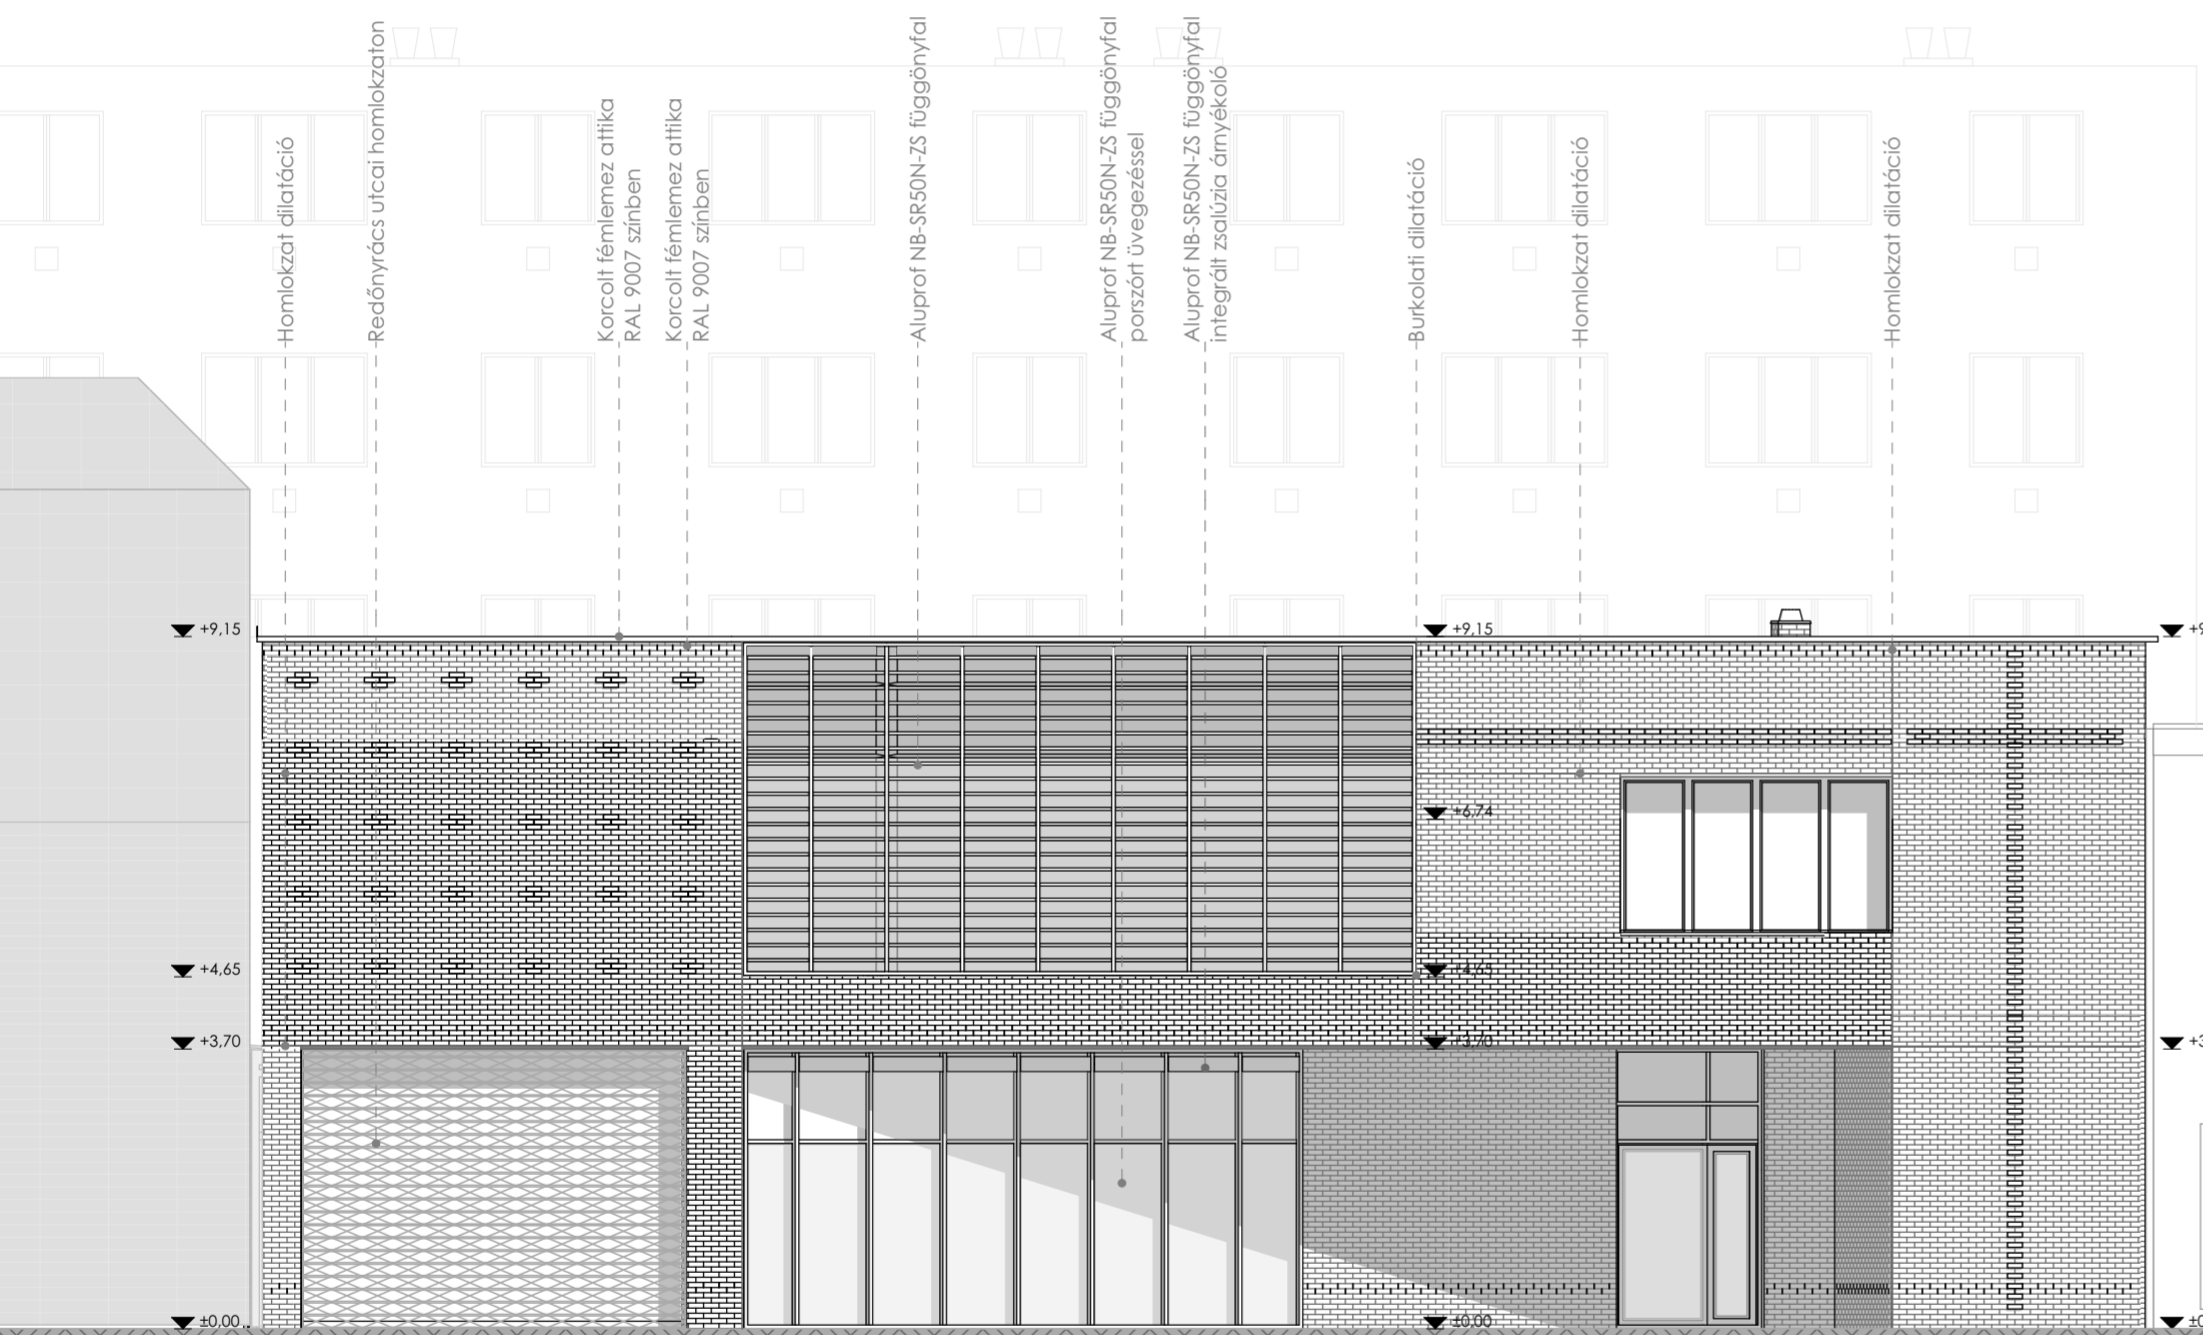 Homlokzat dilatáció
Redőnyrács utcai homlokzaton
Korcolt fémlemez attika
RAL 9007 színben
Korcolt fémlemez attika
RAL 9007 színben
Aluprof NB-SR50N-ZS függönyfal
Aluprof NB-SR50N-ZS függönyfal
porszórt üvegezéssel
Aluprof NB-SR50N-ZS függönyfal
integrált zsalúzia árnyékoló
Burkolati dilatáció
Homlokzat dilatáció
Homlokzat dilatáció
+9,15
+9,15
+6,74
+4,65
+4,65
+3,70
+3,70
±0,00
±0,00